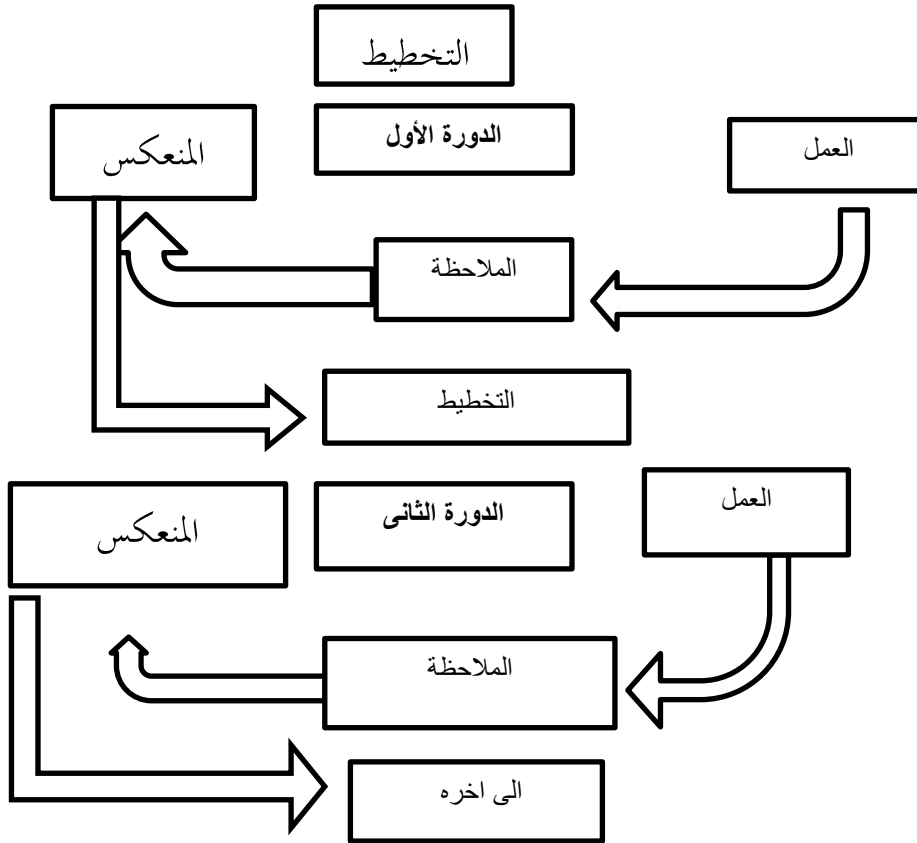 التخطيط
الدورة الأول
العمل
المنعكس
الملاحظة
التخطيط
العمل
الدورة الثانى
المنعكس
الملاحظة
الى اخره